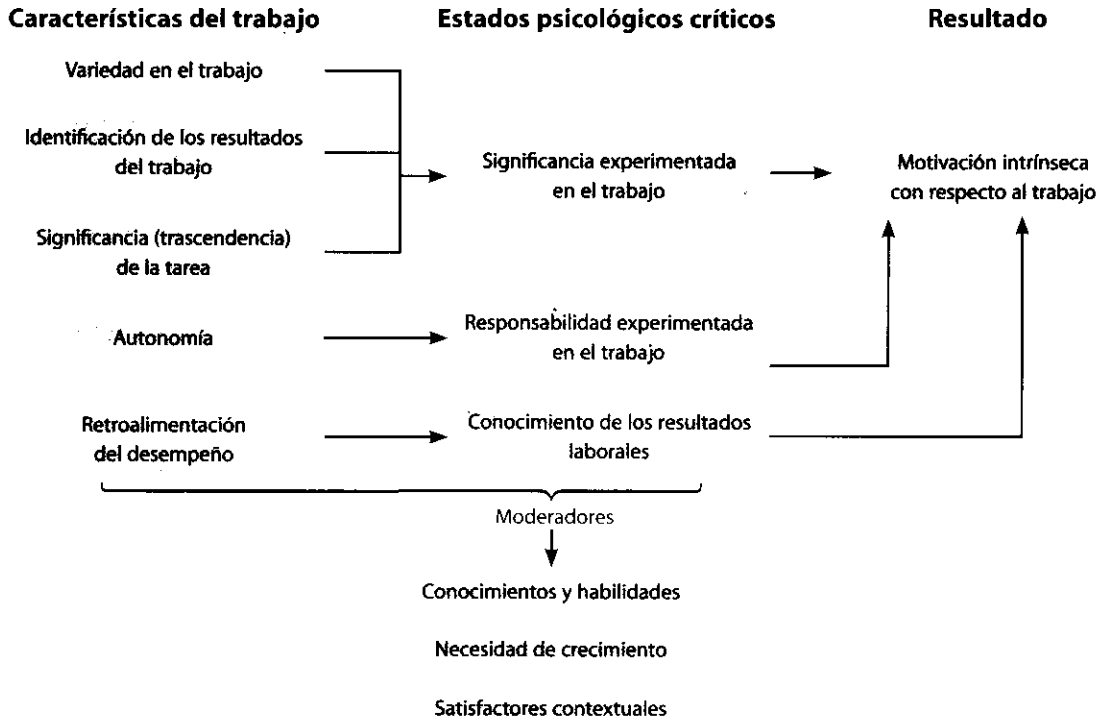 Características del trabajo
Estados psicológicos críticos
Resultado
Variedad en el trabajo
Identificación de los resultados
del trabajo
Significancia (trascendencia)
de la tarea
Significancia experimentada
en el trabajo
Motivación intrínseca
con respecto al trabajo
Autonomía
Responsabilidad experimentada
en el trabajo
Retroalimentación
del desempeño
Conocimiento de los resultados
laborales
Moderadores
Conocimientos y habilidades
Necesidad de crecimiento
Satisfactores contextuales